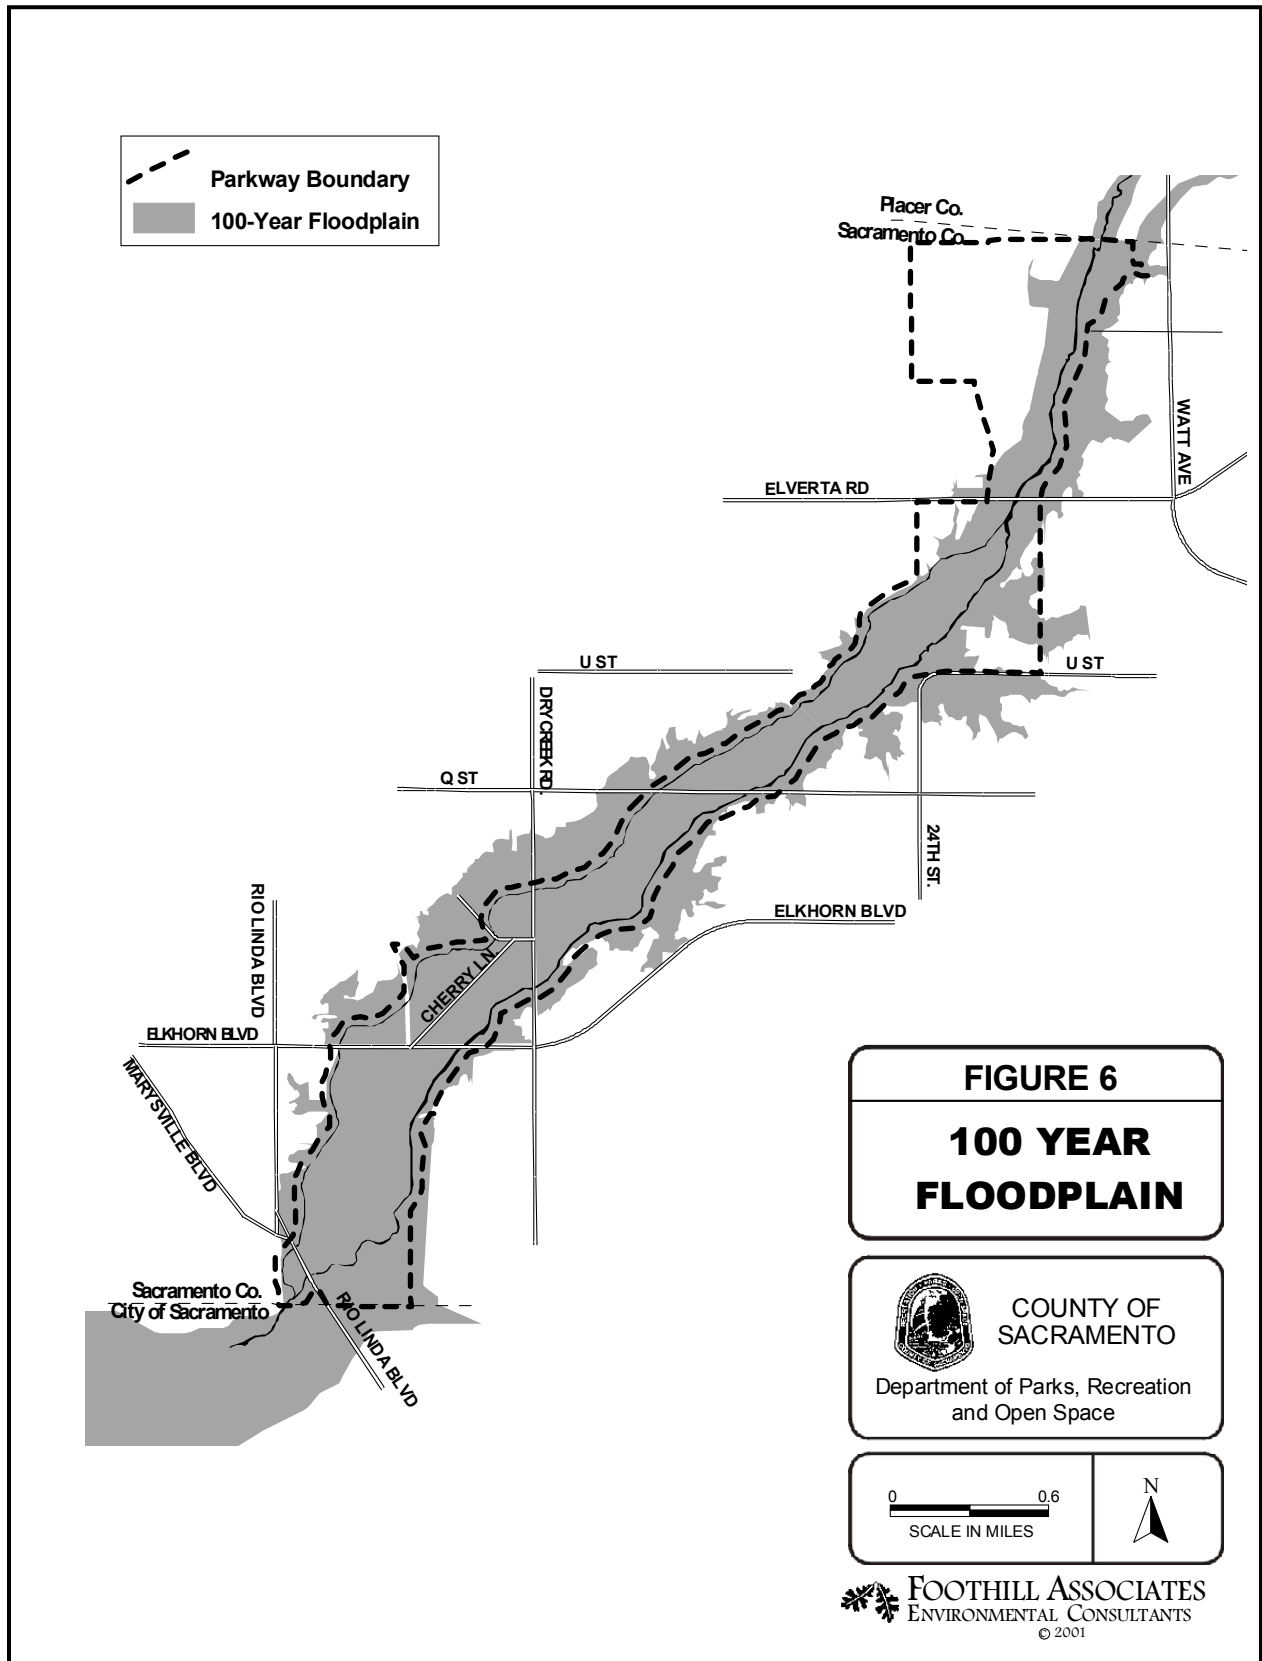 Parkway Boundary
100-Year Floodplain
Placer Co.
Sacramento Co.
WATT AVE
ELVERTA RD
U ST
U ST
DRY CREEK RD.
Q ST
24TH ST.
RIO LINDA BLVD
ELKHORN BLVD
CHERRY LN.
ELKHORN BLVD
MARYSVILLE BLVD
Sacramento Co.
City of Sacramento
RIO LINDA BLVD
FIGURE 6
100 YEAR
FLOODPLAIN
COUNTY OF
SACRAMENTO
Department of Parks, Recreation
and Open Space
0 0.6
SCALE IN MILES
N
FOOTHILL ASSOCIATES
ENVIRONMENTAL CONSULTANTS
© 2001